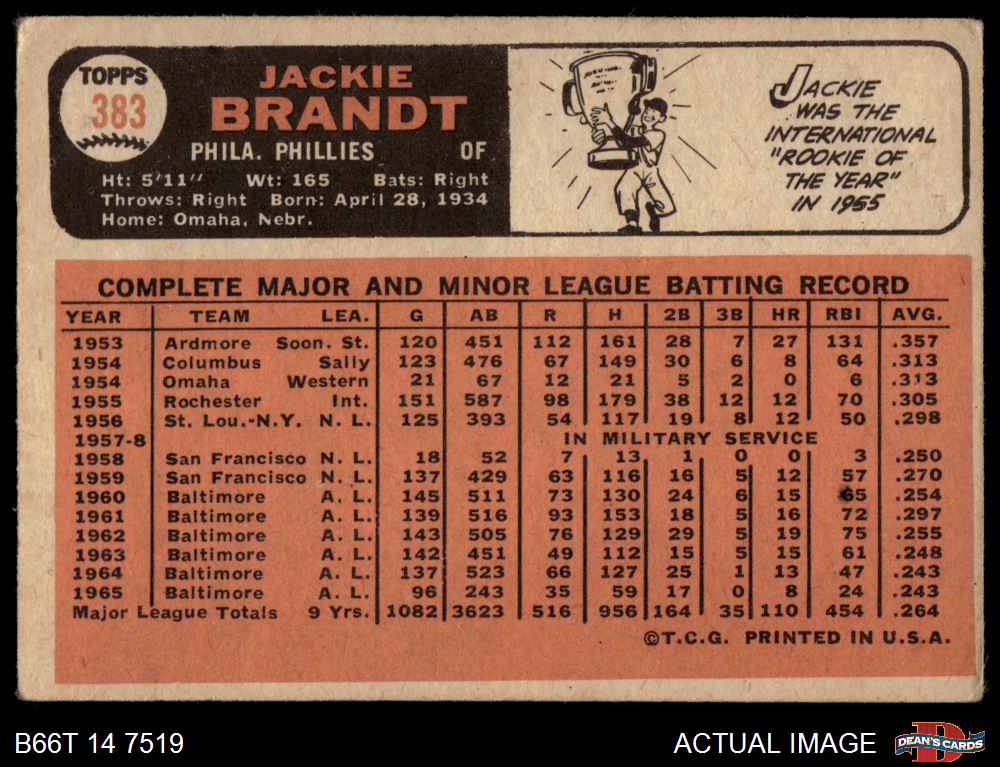 TOPPS
383
JACKIE
BRANDT
PHILA. PHILLIES OF
Ht: 5'11" Wt: 165 Bats: Right
Throws: Right Born: April 28, 1934
Home: Omaha, Nebr.
JACKIE
WAS THE
INTERNATIONAL
"ROOKIE OF
THE YEAR"
IN 1955
COMPLETE MAJOR AND MINOR LEAGUE BATTING RECORD
YEAR TEAM LEA. G AB R H 2B 3B HR RBI AVG.
1953 Ardmore Soon. St. 120 451 112 161 28 7 27 131 .357
1954 Columbus Sally 123 476 67 149 30 6 8 64 .313
1954 Omaha Western 21 67 12 21 5 2 0 6 .313
1955 Rochester Int. 151 587 98 179 38 12 12 70 .305
1956 St. Lou.-N.Y. N. L. 125 393 54 117 19 8 12 50 .298
1957-8 IN MILITARY SERVICE
1958 San Francisco N. L. 18 52 7 13 1 0 0 3 .250
1959 San Francisco N. L. 137 429 63 116 16 5 12 57 .270
1960 Baltimore A. L. 145 511 73 130 24 6 15 65 .254
1961 Baltimore A. L. 139 516 93 153 18 5 16 72 .297
1962 Baltimore A. L. 143 505 76 129 29 5 19 75 .255
1963 Baltimore A. L. 142 451 49 112 15 5 15 61 .248
1964 Baltimore A. L. 137 523 66 127 25 1 13 47 .243
1965 Baltimore A. L. 96 243 35 59 17 0 8 24 .243
Major League Totals 9 Yrs. 1082 3623 516 956 164 35 110 454 .264
©T.C.G. PRINTED IN U.S.A.
B66T 14 7519
ACTUAL IMAGE
DEAN'S CARDS